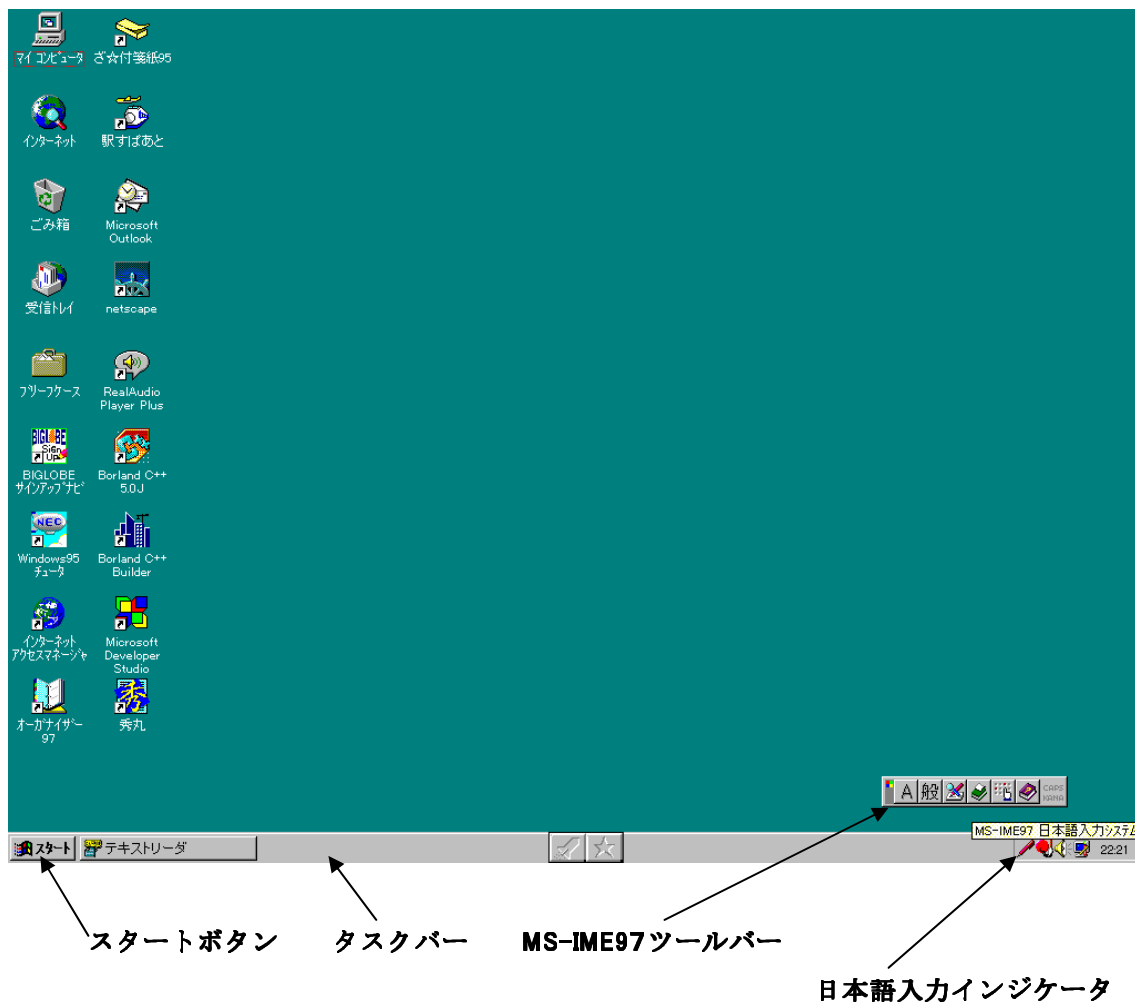 マイ コンピュータ
ざ☆付箋紙95
インターネット
駅すぱあと
ごみ箱
Microsoft
Outlook
受信トレイ
netscape
ブリーフケース
RealAudio
Player Plus
BIGLOBE
Sign
Up
BIGLOBE
サインアップナビ
Borland C++
5.0J
NEC
Windows95
チュータ
Borland C++
Builder
インターネット
アクセスマネージャ
Microsoft
Developer
Studio
オーガナイザー
97
秀
秀丸
A 般 CAPS
KANA
MS-IME97 日本語入力システム
スタート
テキストリーダ
22:21
スタートボタン
タスクバー
MS-IME97ツールバー
日本語入力インジケータ